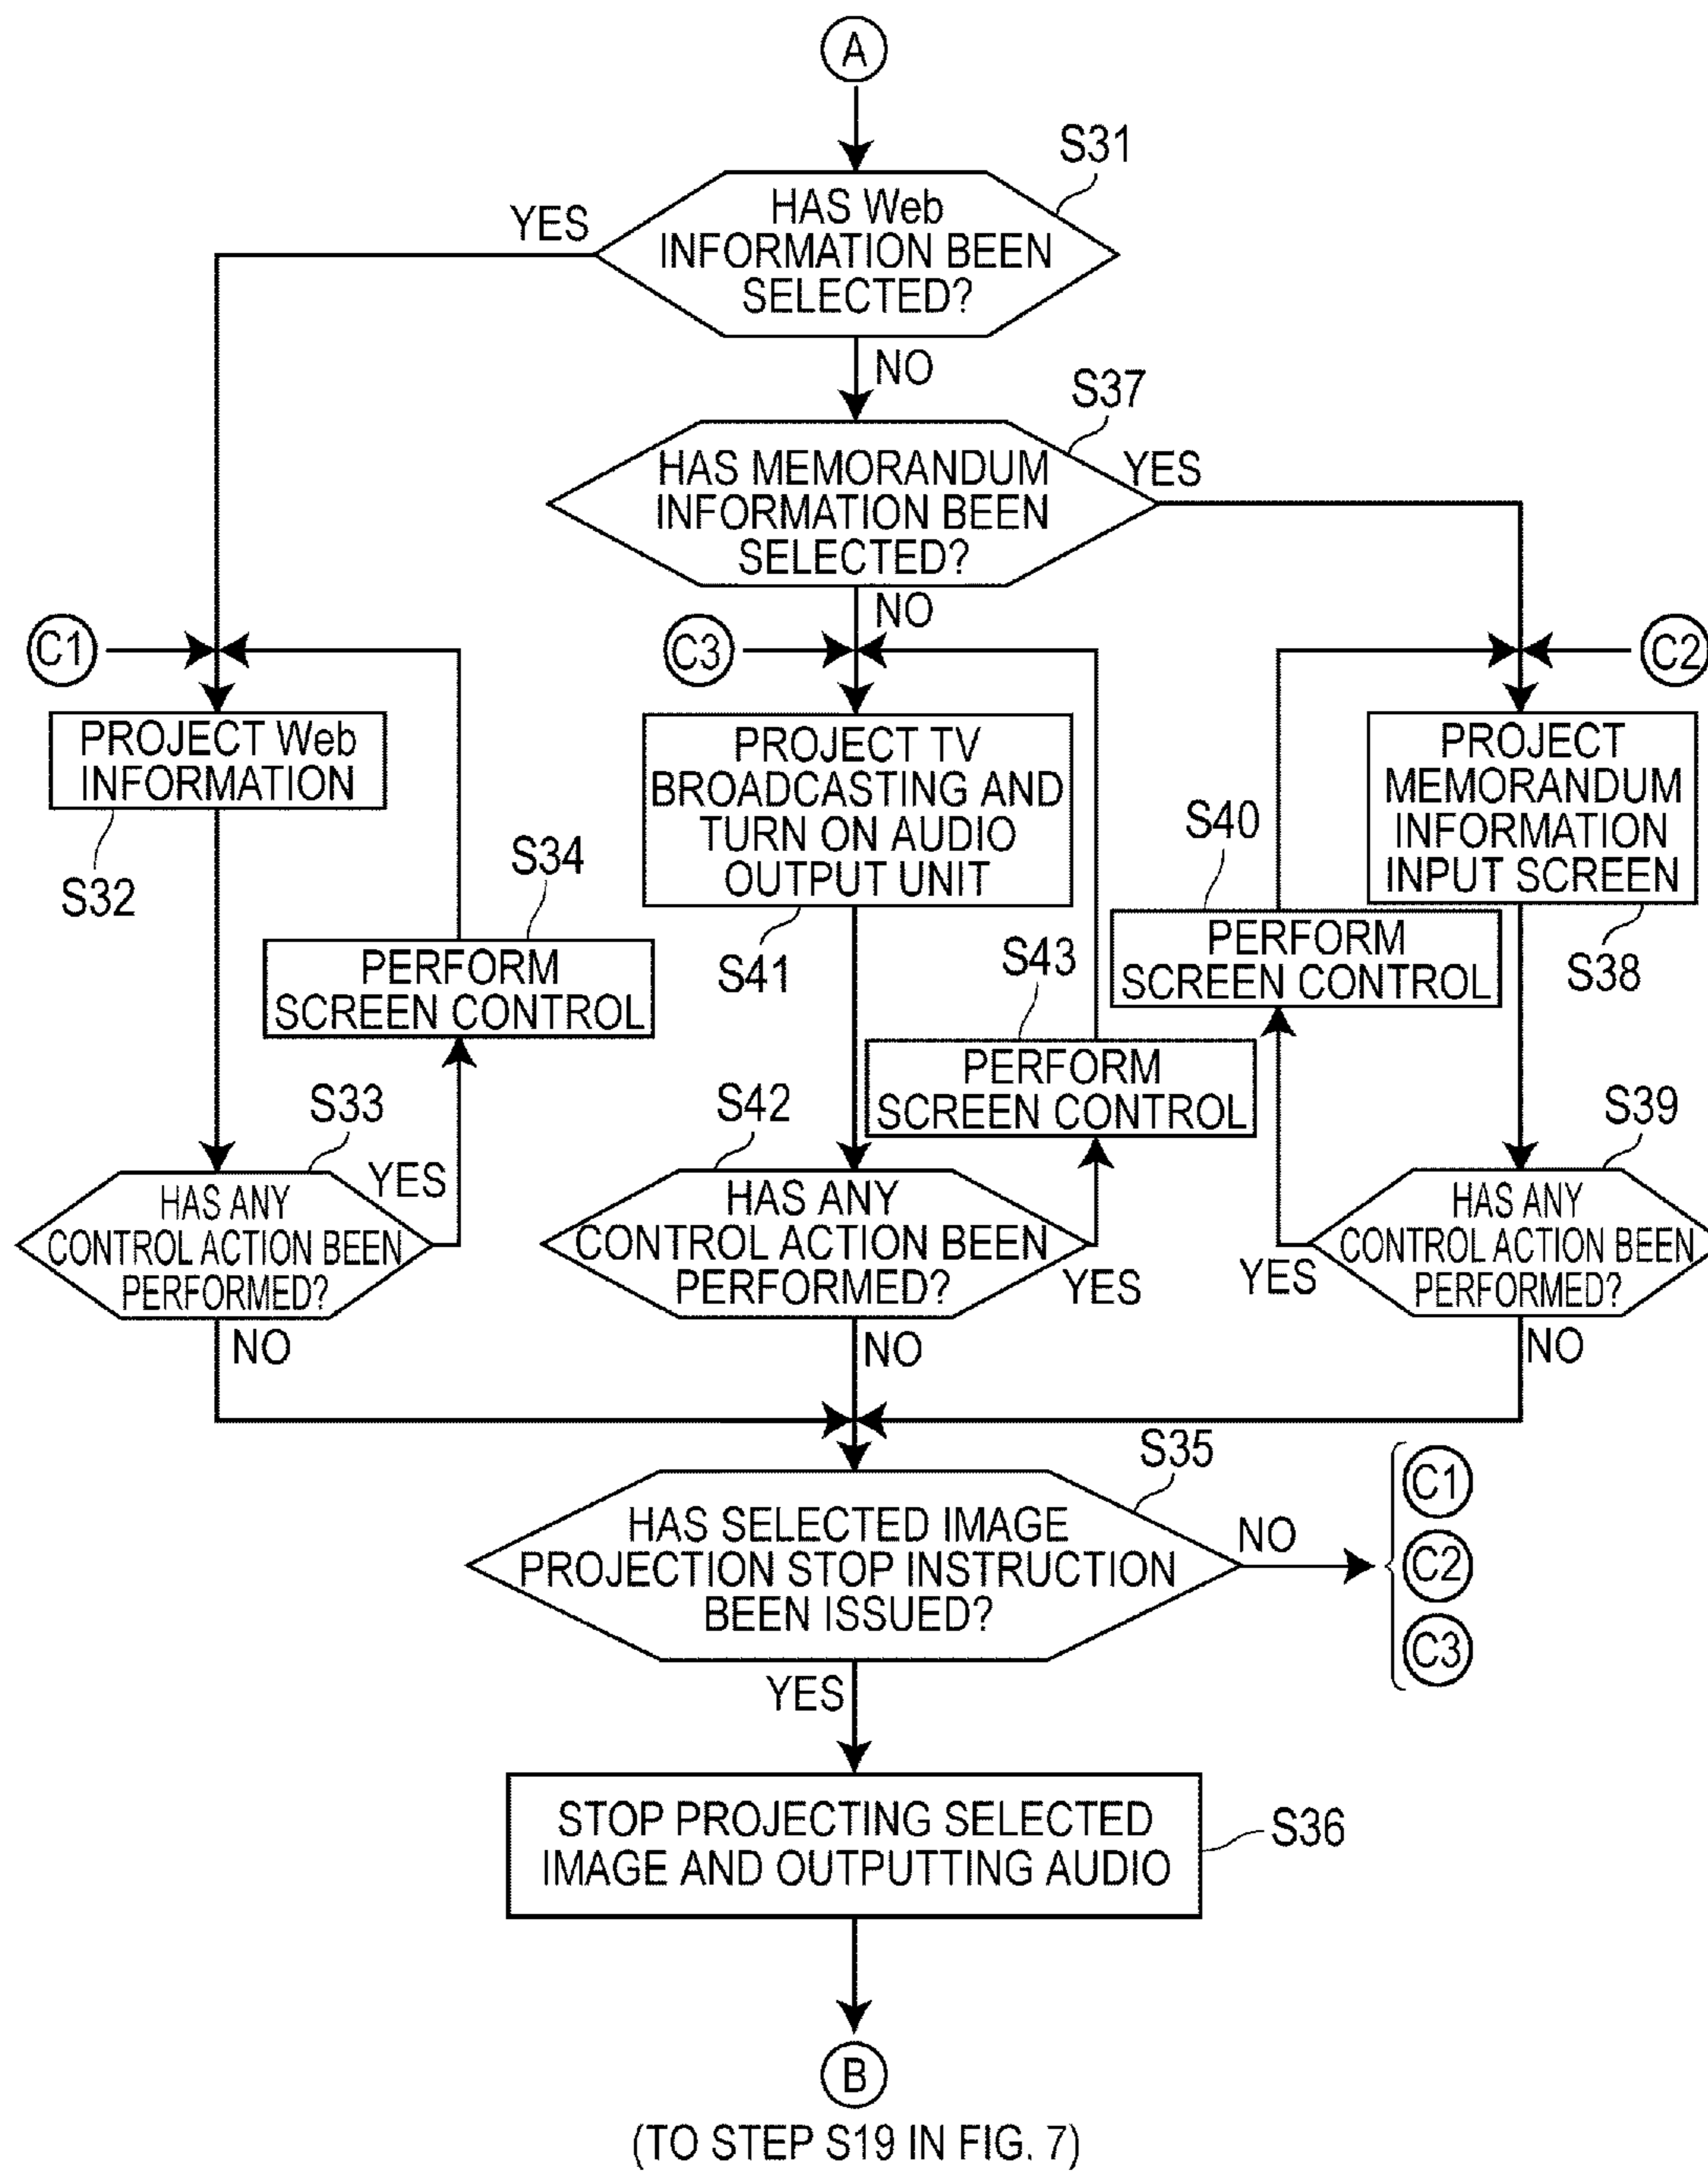 A
S31
HAS Web
INFORMATION BEEN
SELECTED?
YES
NO
S37
HAS MEMORANDUM
INFORMATION BEEN
SELECTED?
YES
NO
C1
C3
C2
PROJECT Web
INFORMATION
S32
S34
PERFORM
SCREEN CONTROL
S33
HAS ANY
CONTROL ACTION BEEN
PERFORMED?
YES
NO
PROJECT TV
BROADCASTING AND
TURN ON AUDIO
OUTPUT UNIT
S41
S43
PERFORM
SCREEN CONTROL
S42
HAS ANY
CONTROL ACTION BEEN
PERFORMED?
YES
NO
PROJECT
MEMORANDUM
INFORMATION
INPUT SCREEN
S38
S40
PERFORM
SCREEN CONTROL
S39
HAS ANY
CONTROL ACTION BEEN
PERFORMED?
YES
NO
S35
HAS SELECTED IMAGE
PROJECTION STOP INSTRUCTION
BEEN ISSUED?
NO
C1
C2
C3
YES
STOP PROJECTING SELECTED
IMAGE AND OUTPUTTING AUDIO
S36
B
(TO STEP S19 IN FIG. 7)